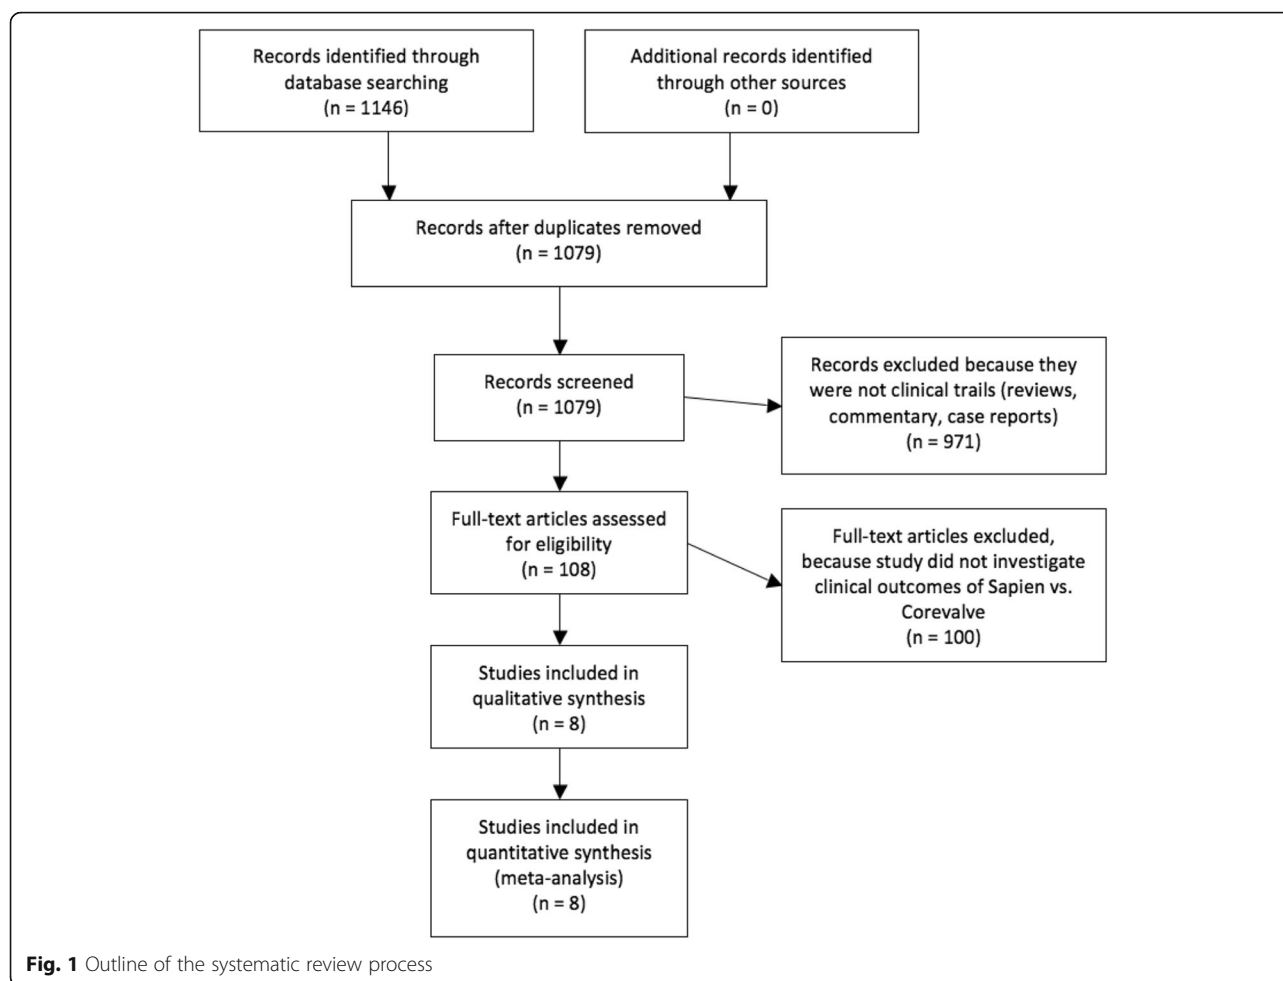 Records identified through
database searching
(n = 1146)
Additional records identified
through other sources
(n = 0)
Records after duplicates removed
(n = 1079)
Records screened
(n = 1079)
Records excluded because they
were not clinical trails (reviews,
commentary, case reports)
(n = 971)
Full-text articles assessed
for eligibility
(n = 108)
Full-text articles excluded,
because study did not investigate
clinical outcomes of Sapien vs.
Corevalve
(n = 100)
Studies included in
qualitative synthesis
(n = 8)
Studies included in
quantitative synthesis
(meta-analysis)
(n = 8)
Fig. 1 Outline of the systematic review process